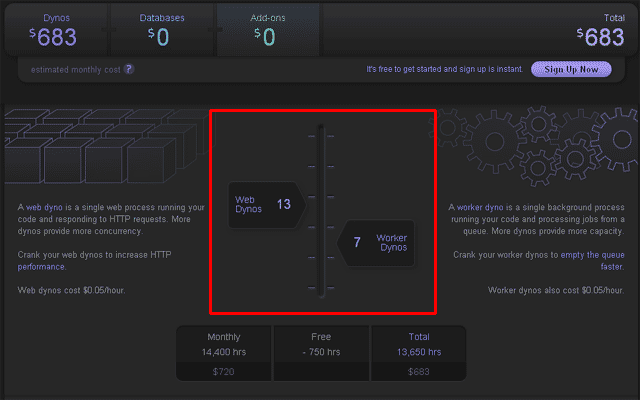 Dynos
$683
Databases
$0
Add-ons
$0
Total
$683
estimated monthly cost ?
It's free to get started and sign up is instant.
Sign Up Now
A web dyno is a single web process running your
code and responding to HTTP requests. More
dynos provide more concurrency.
Crank your web dynos to increase HTTP
performance.
Web dynos cost $0.05/hour.
Web
Dynos
13
7
Worker
Dynos
A worker dyno is a single background process
running your code and processing jobs from a
queue. More dynos provide more capacity.
Crank your worker dynos to empty the queue
faster.
Worker dynos also cost $0.05/hour.
Monthly
14,400 hrs
$720
Free
- 750 hrs
Total
13,650 hrs
$683